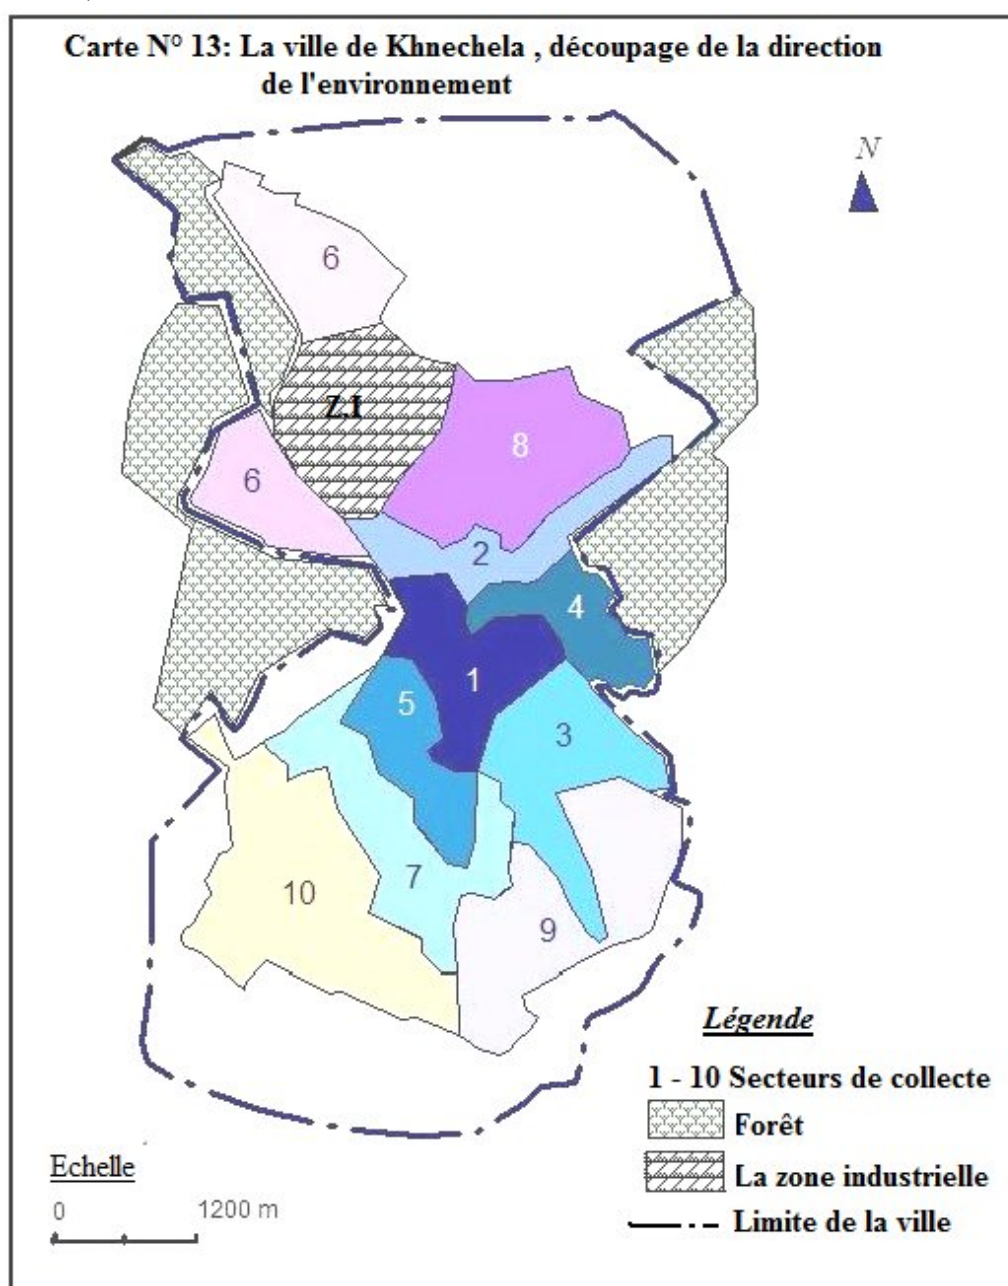 Carte N° 13: La ville de Khnechela , découpage de la direction
de l'environnement
N
6
Z.I
8
6
2
4
1
5
3
7
10
9
Légende
1 - 10 Secteurs de collecte
Forêt
La zone industrielle
Limite de la ville
Echelle
0 1200 m